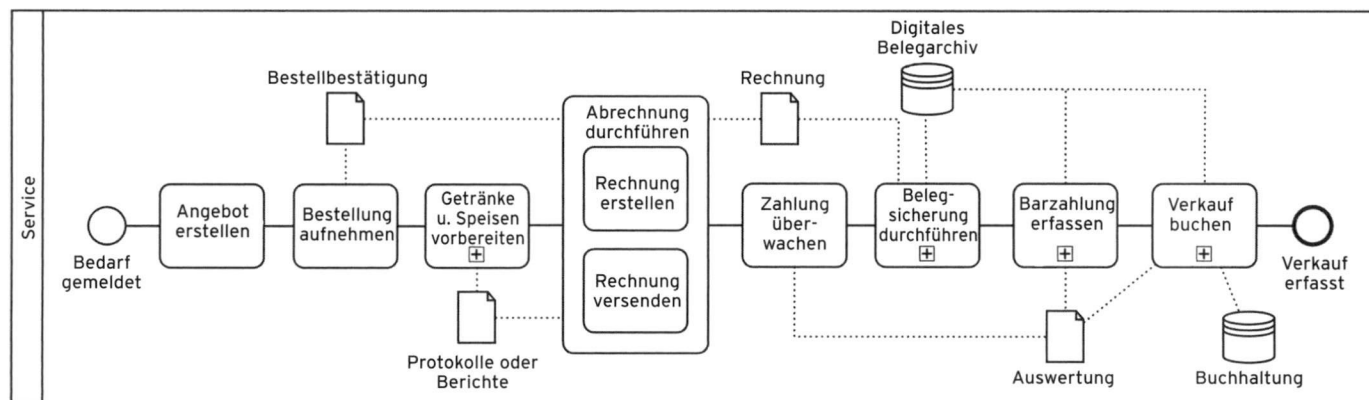 Service
Bedarf
gemeldet
Angebot
erstellen
Bestellbestätigung
Bestellung
aufnehmen
Getränke
u. Speisen
vorbereiten
Protokolle oder
Berichte
Abrechnung
durchführen
Rechnung
erstellen
Rechnung
versenden
Rechnung
Zahlung
über-
wachen
Digitales
Belegarchiv
Beleg-
sicherung
durchführen
Barzahlung
erfassen
Auswertung
Verkauf
buchen
Buchhaltung
Verkauf
erfasst